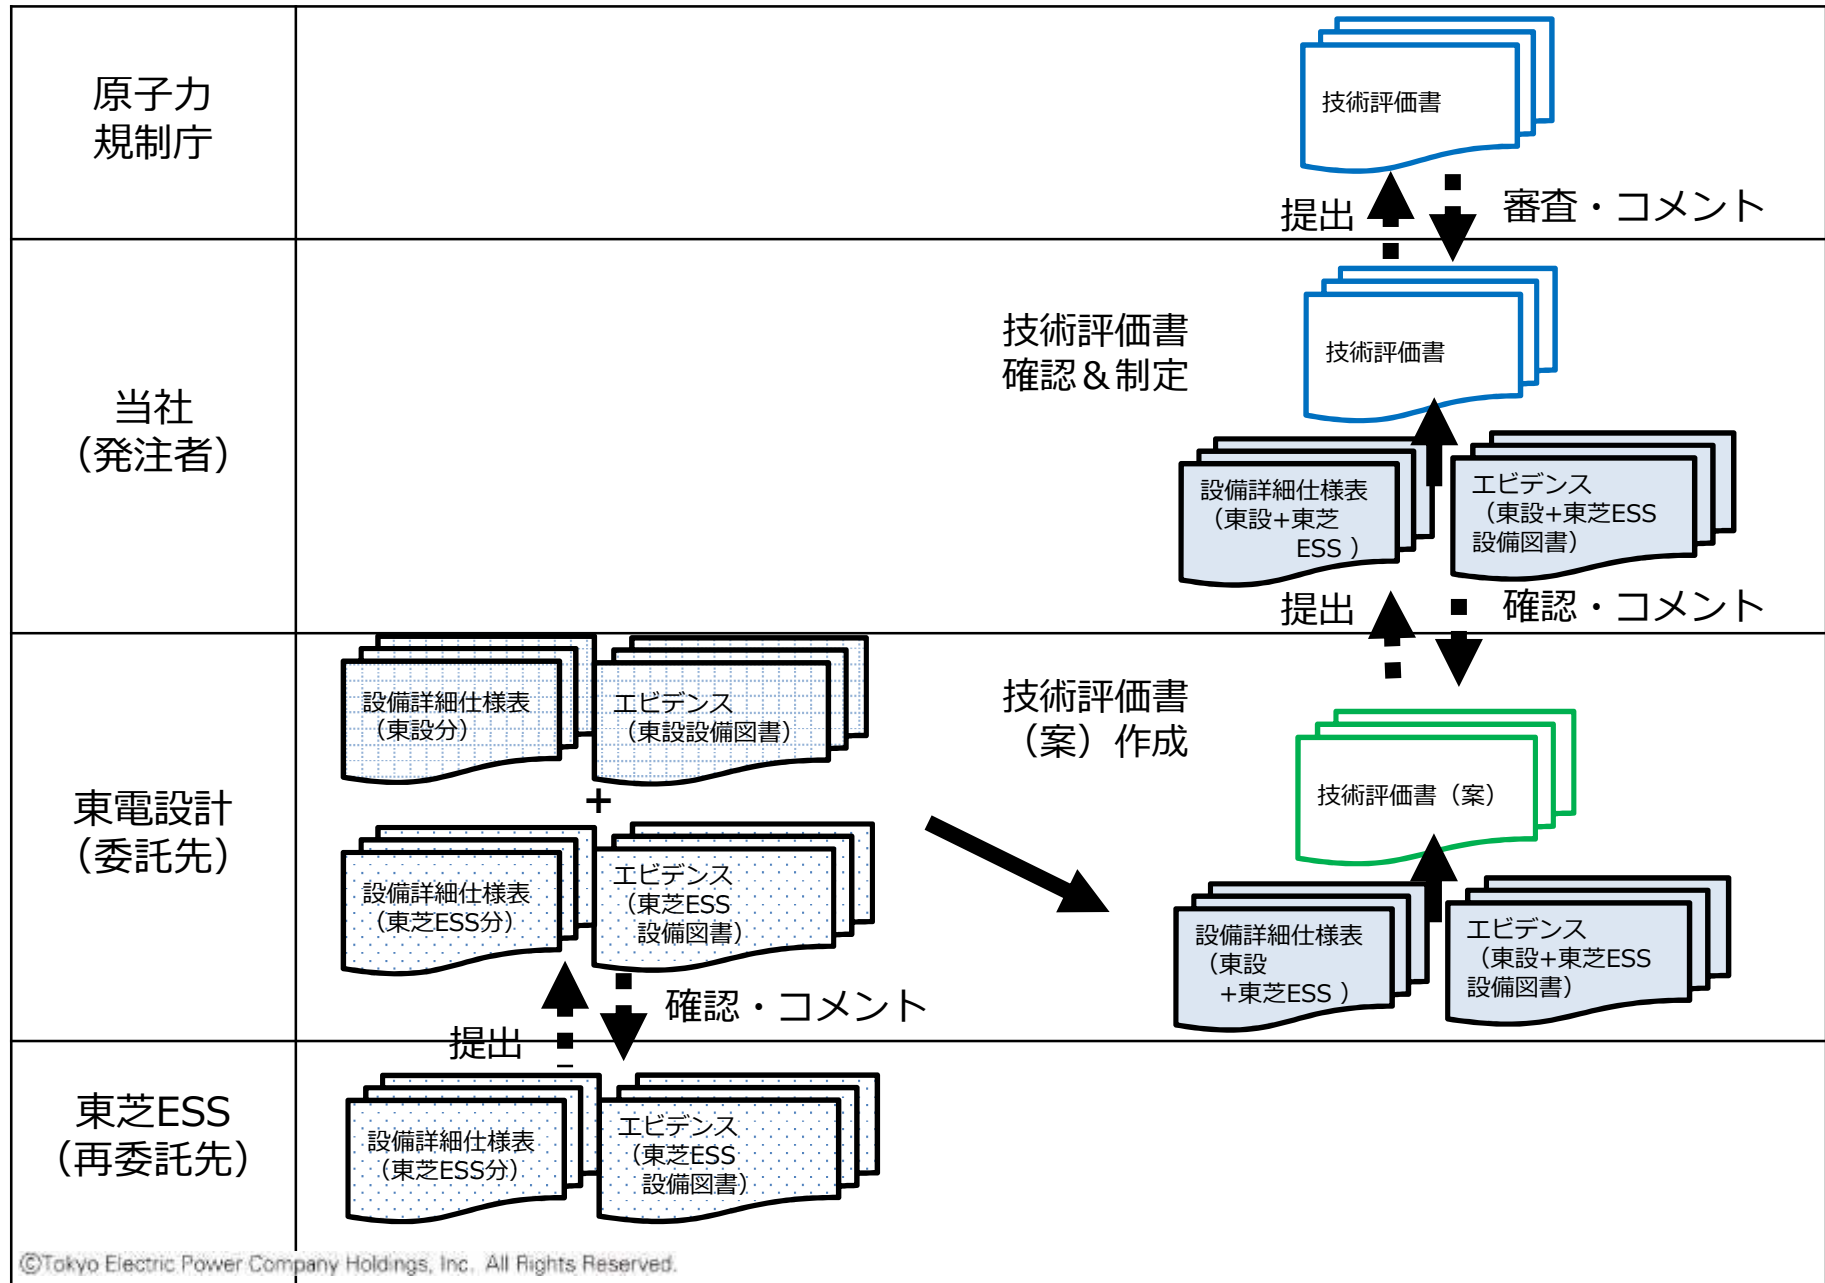 原子力
規制庁
技術評価書
提出
審査・コメント
当社
（発注者）
技術評価書
確認＆制定
技術評価書
設備詳細仕様表
（東設+東芝
ESS ）
エビデンス
（東設+東芝ESS
設備図書）
提出
確認・コメント
東電設計
（委託先）
設備詳細仕様表
（東設分）
エビデンス
（東設設備図書）
+
設備詳細仕様表
（東芝ESS分）
エビデンス
（東芝ESS
設備図書）
技術評価書
（案）作成
技術評価書（案）
設備詳細仕様表
（東設
+東芝ESS ）
エビデンス
（東設+東芝ESS
設備図書）
提出
確認・コメント
東芝ESS
（再委託先）
設備詳細仕様表
（東芝ESS分）
エビデンス
（東芝ESS
設備図書）
©Tokyo Electric Power Company Holdings, Inc. All Rights Reserved.